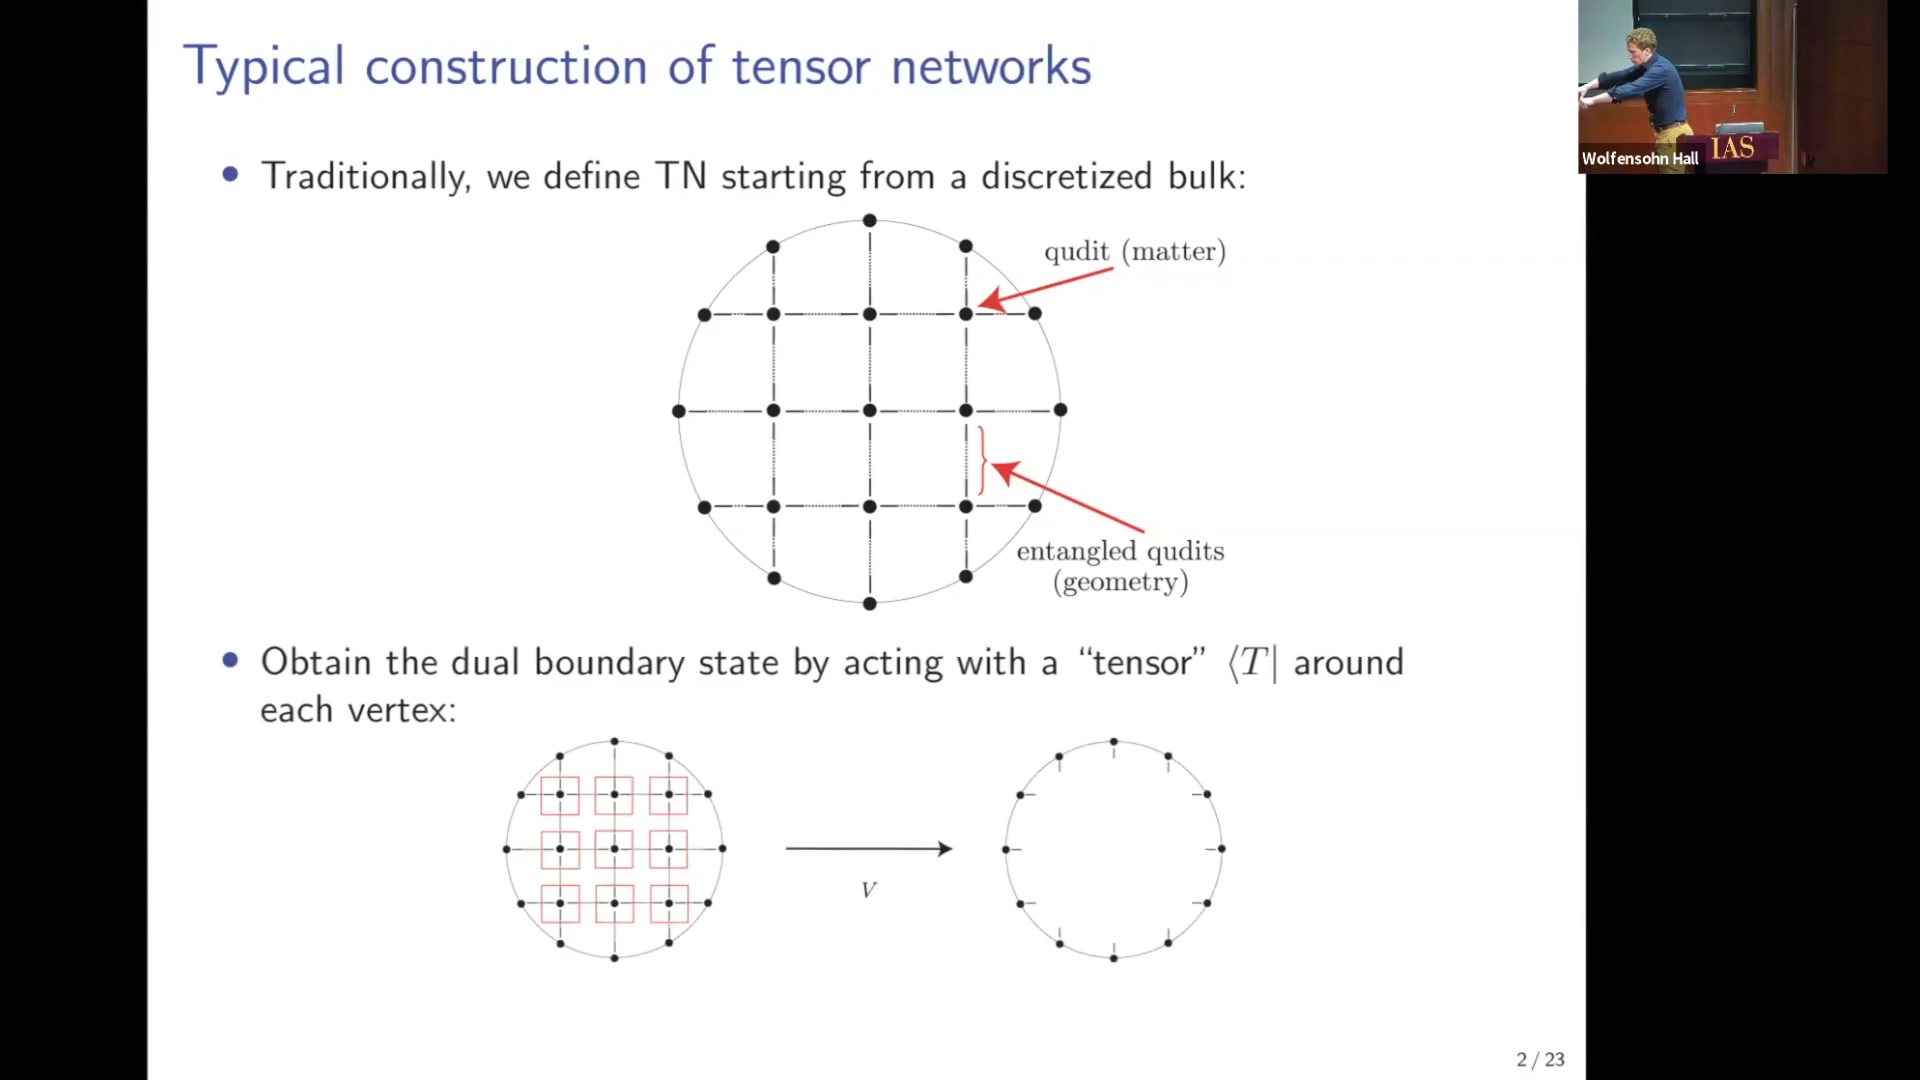 Typical construction of tensor networks
• Traditionally, we define TN starting from a discretized bulk:
qudit (matter)
entangled qudits
(geometry)
• Obtain the dual boundary state by acting with a “tensor” ⟨T| around
each vertex:
V
2 / 23
Wolfensohn Hall
IAS